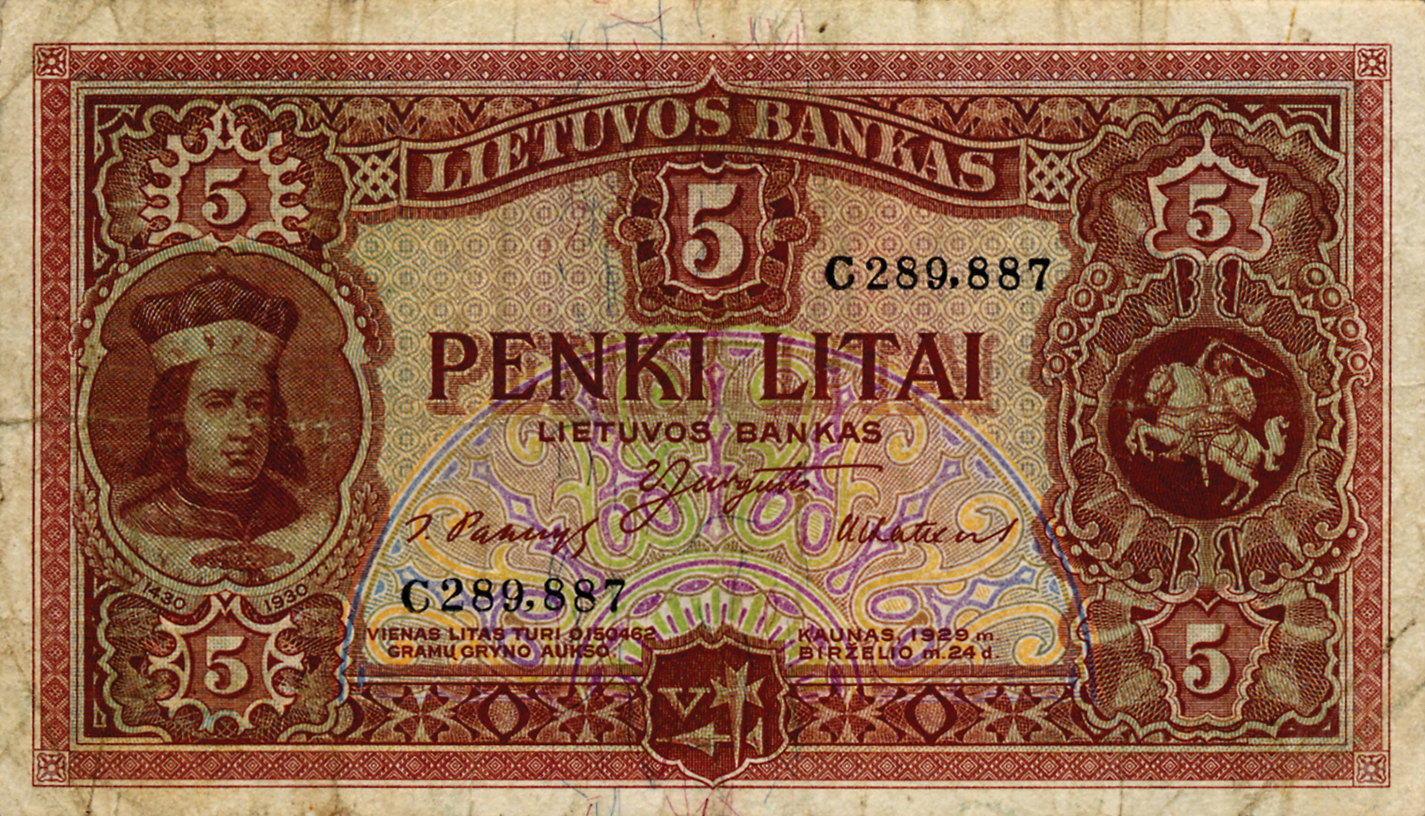 LIETUVOS BANKAS
5
5
5
C289,887
PENKI LITAI
LIETUVOS BANKAS
C289,887
1430 1930
VIENAS LITAS TURI 0,150462
GRAMŲ GRYNO AUKSO.
KAUNAS, 1929 m
BIRŽELIO m. 24 d.
5
5
V